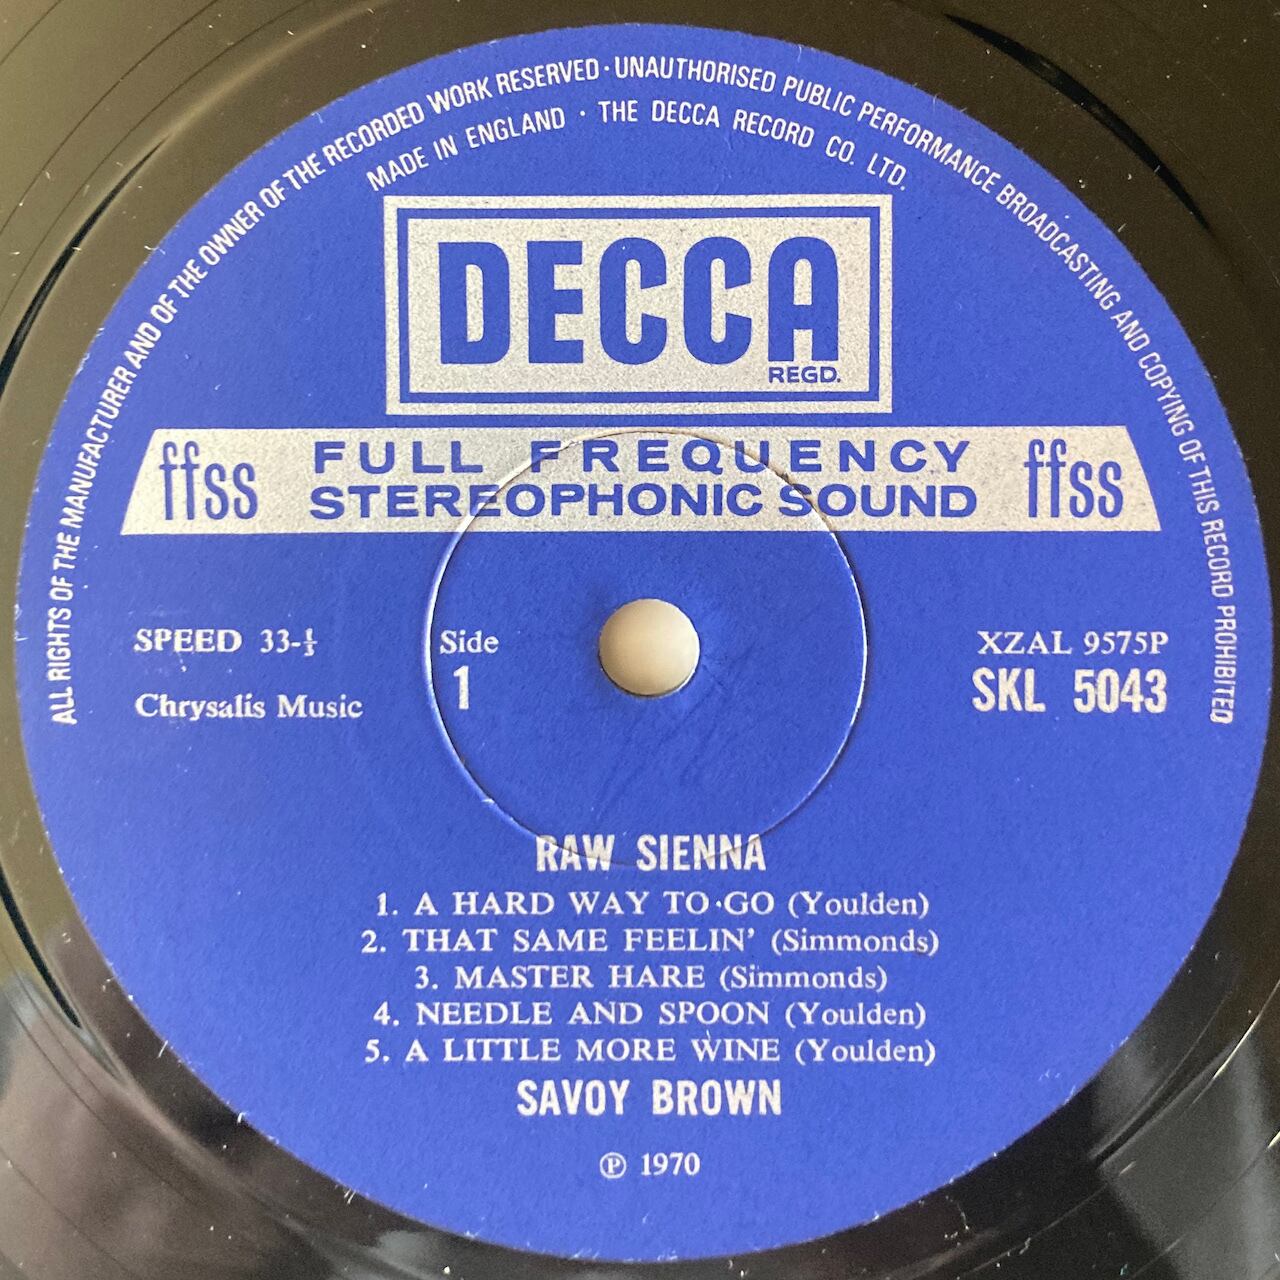 ALL RIGHTS OF THE MANUFACTURER AND OF THE OWNER OF THE RECORDED WORK RESERVED · UNAUTHORISED PUBLIC PERFORMANCE BROADCASTING AND COPYING OF THIS RECORD PROHIBITED
MADE IN ENGLAND · THE DECCA RECORD CO. LTD.
DECCA
REGD.
ffss FULL FREQUENCY STEREOPHONIC SOUND ffss
SPEED 33-⅓
Side
XZAL 9575P
1
SKL 5043
Chrysalis Music
RAW SIENNA
1. A HARD WAY TO·GO (Youlden)
2. THAT SAME FEELIN' (Simmonds)
3. MASTER HARE (Simmonds)
4. NEEDLE AND SPOON (Youlden)
5. A LITTLE MORE WINE (Youlden)
SAVOY BROWN
℗ 1970